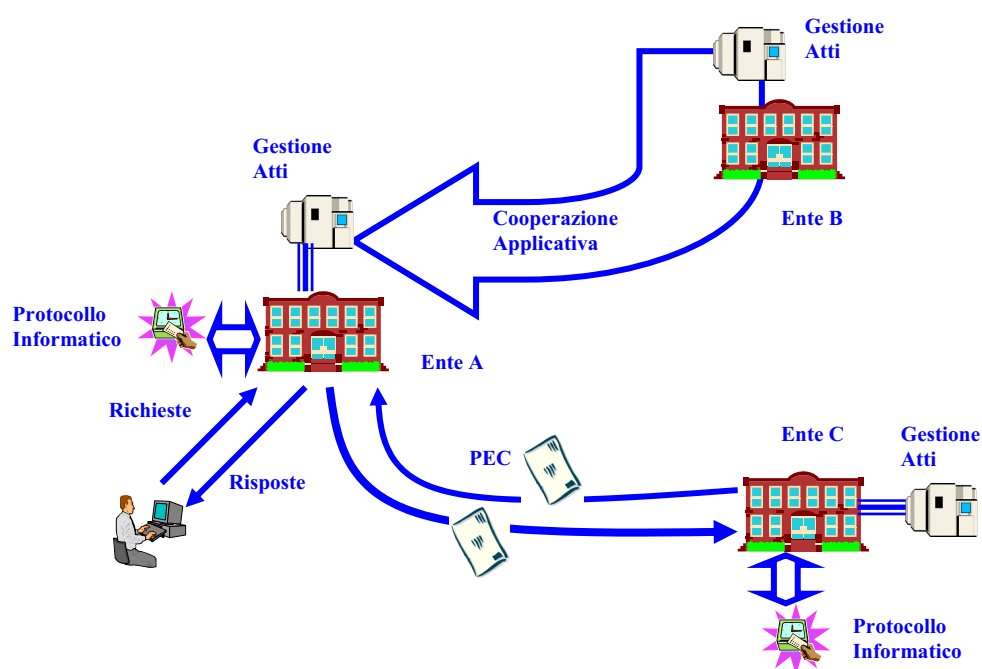 Gestione
Atti
Gestione
Atti
Cooperazione
Applicativa
Ente B
Protocollo
Informatico
Ente A
Richieste
Risposte
PEC
Ente C
Gestione
Atti
Protocollo
Informatico